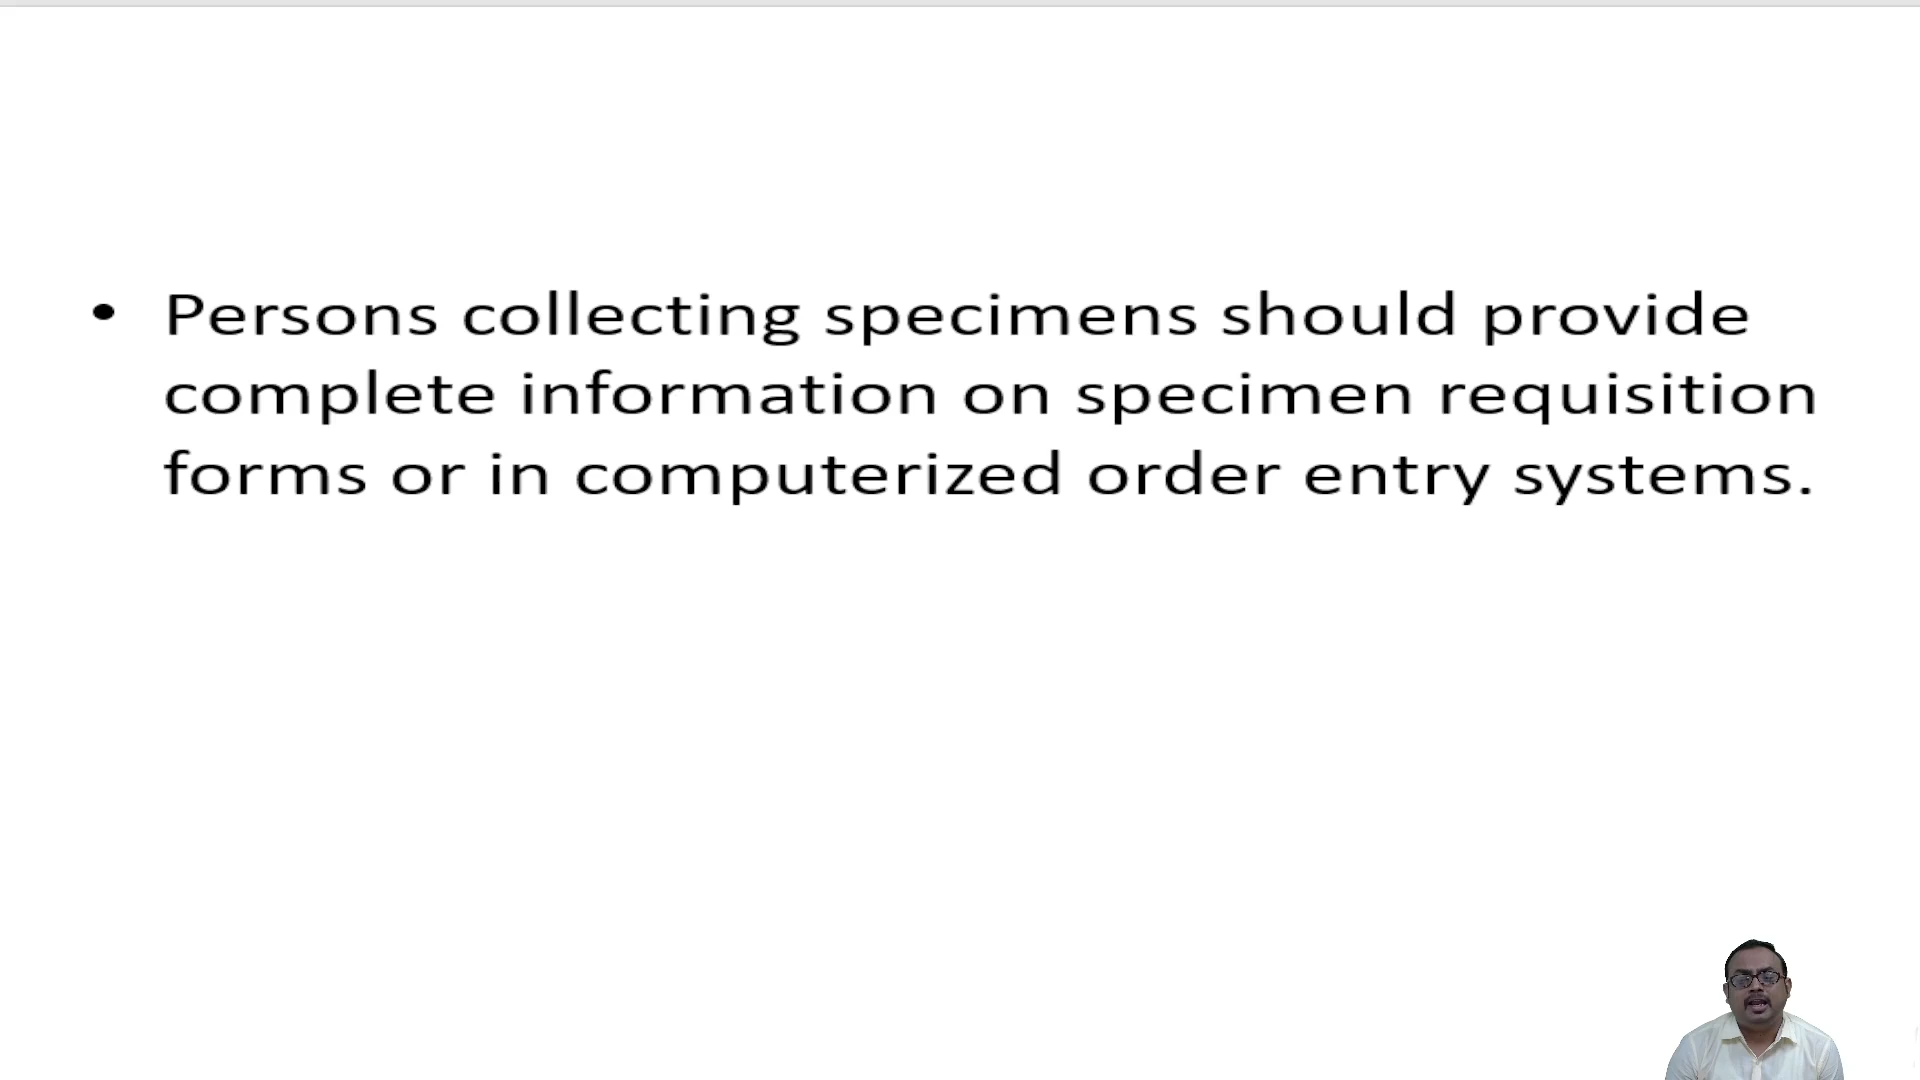 • Persons collecting specimens should provide
complete information on specimen requisition
forms or in computerized order entry systems.